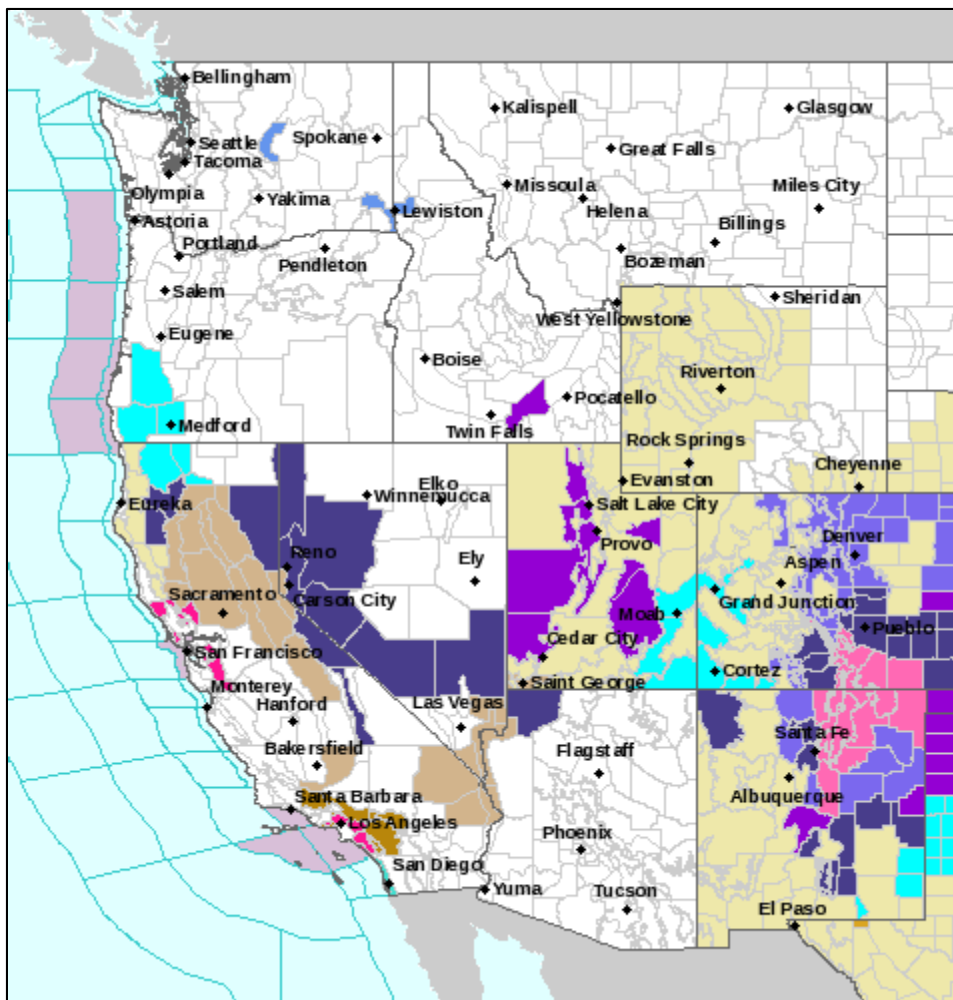 Bellingham
Kalispell
Glasgow
Seattle
Spokane
Great Falls
Tacoma
Olympia
Yakima
Missoula
Miles City
Lewiston
Helena
Astoria
Portland
Billings
Pendleton
Bozeman
Salem
Sheridan
West Yellowstone
Eugene
Boise
Riverton
Pocatello
Medford
Twin Falls
Rock Springs
Cheyenne
Evanston
Elko
Winnemucca
Eureka
Salt Lake City
Provo
Denver
Reno
Ely
Aspen
Sacramento
Carson City
Grand Junction
Moab
Pueblo
Cedar City
San Francisco
Cortez
Saint George
Monterey
Hanford
Las Vegas
Bakersfield
Flagstaff
Santa Fe
Albuquerque
Santa Barbara
Los Angeles
Phoenix
San Diego
Yuma
Tucson
El Paso